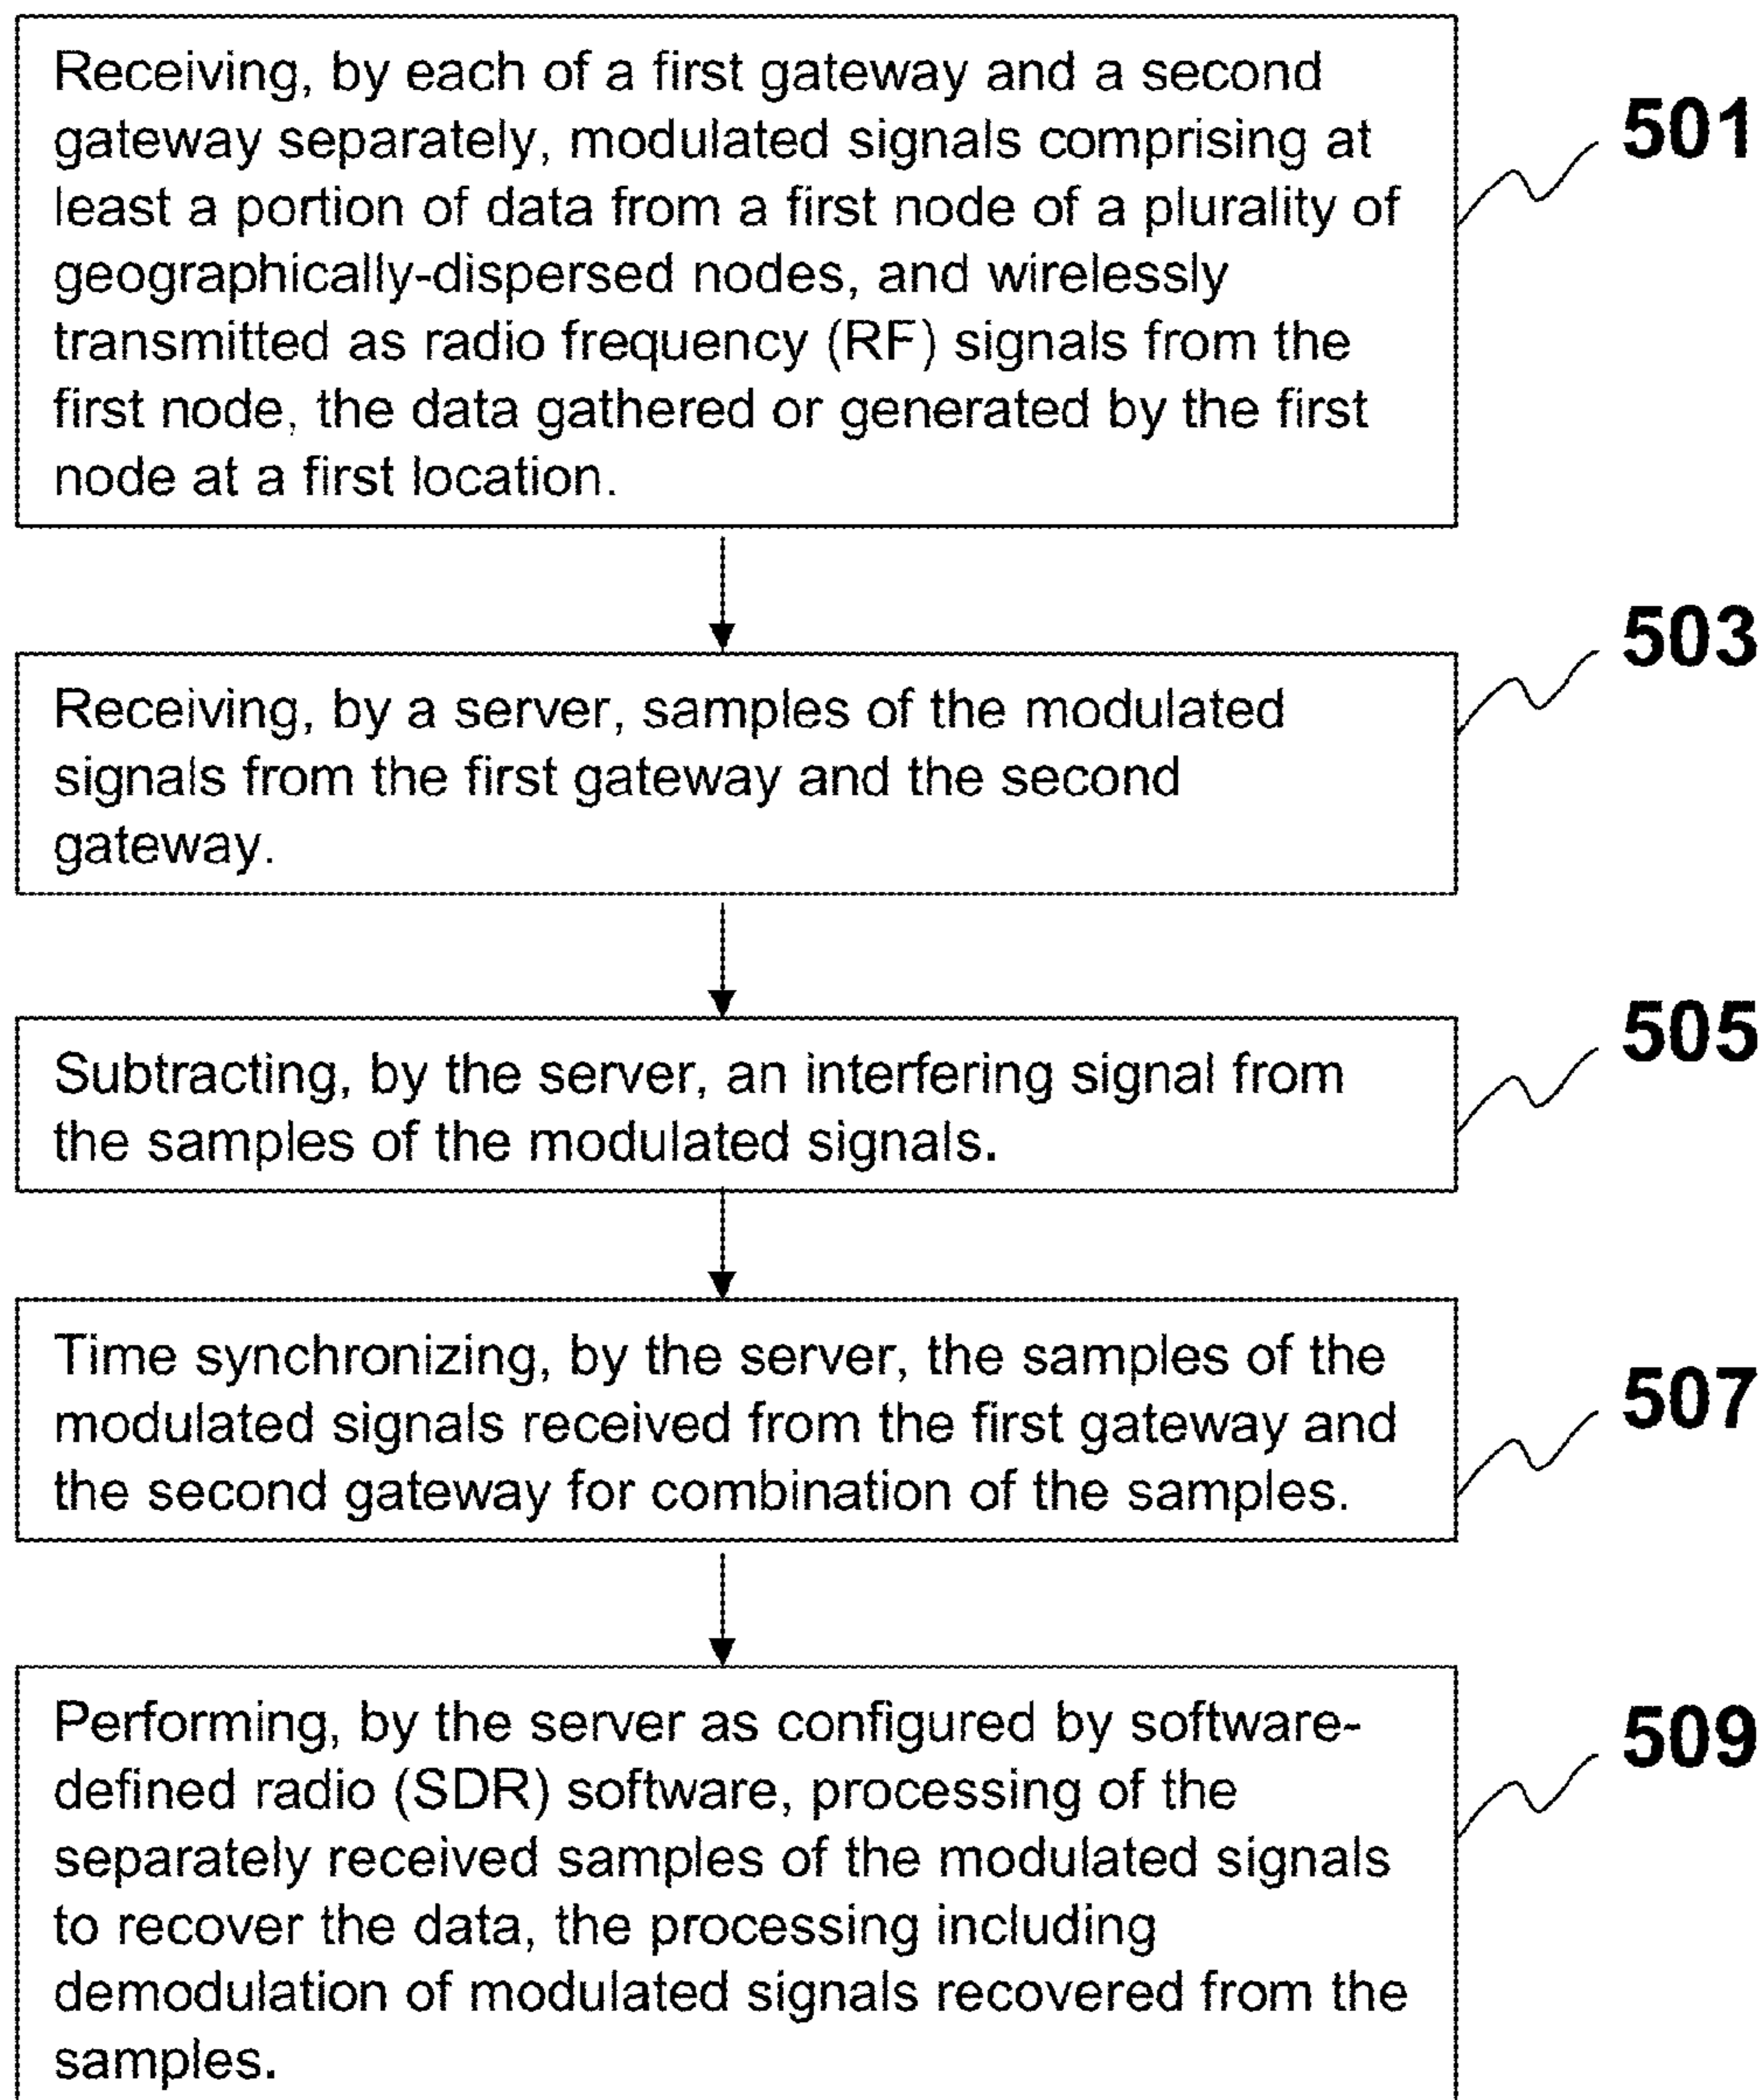 Receiving, by each of a first gateway and a second
gateway separately, modulated signals comprising at
least a portion of data from a first node of a plurality of
geographically-dispersed nodes, and wirelessly
transmitted as radio frequency (RF) signals from the
first node, the data gathered or generated by the first
node at a first location.
501
Receiving, by a server, samples of the modulated
signals from the first gateway and the second
gateway.
503
Subtracting, by the server, an interfering signal from
the samples of the modulated signals.
505
Time synchronizing, by the server, the samples of the
modulated signals received from the first gateway and
the second gateway for combination of the samples.
507
Performing, by the server as configured by software-
defined radio (SDR) software, processing of the
separately received samples of the modulated signals
to recover the data, the processing including
demodulation of modulated signals recovered from the
samples.
509